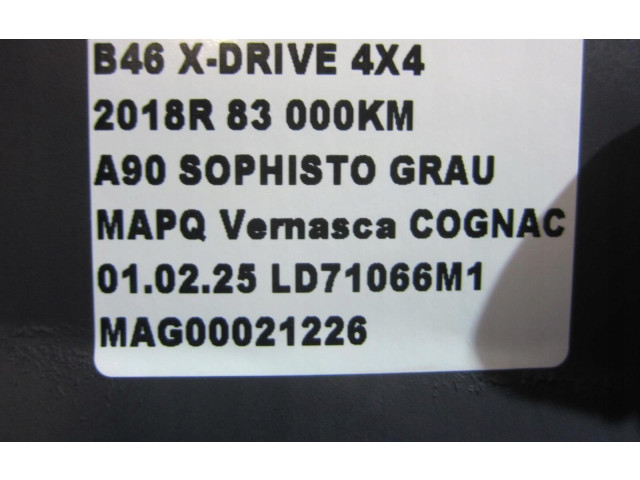 B46 X-DRIVE 4X4
2018R 83 000KM
A90 SOPHISTO GRAU
MAPQ Vernasca COGNAC
01.02.25 LD71066M1
MAG00021226